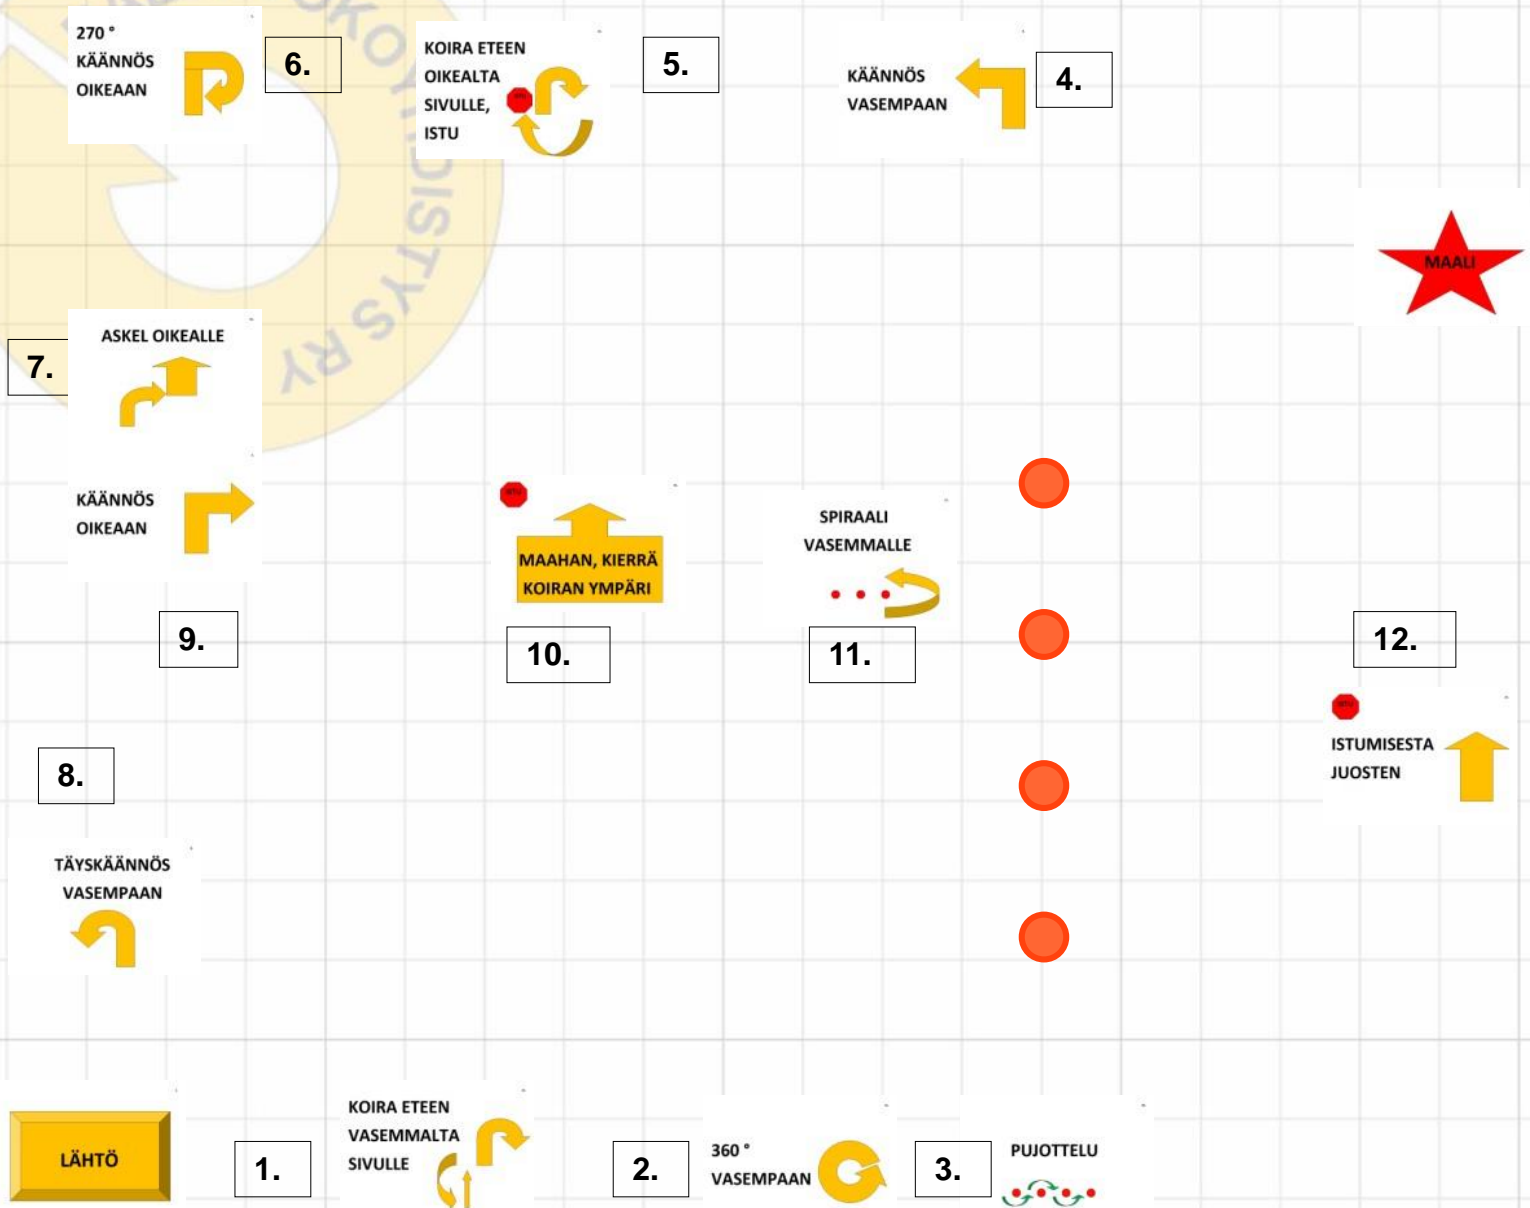 270 °
KÄÄNNÖS
OIKEAAN
6.
KOIRA ETEEN
OIKEALTA
SIVULLE,
ISTU
5.
KÄÄNNÖS
VASEMPAAN
4.
MAALI
7.
ASKEL OIKEALLE
KÄÄNNÖS
OIKEAAN
9.
ISTU
MAAHAN, KIERRÄ
KOIRAN YMPÄRI
10.
SPIRAALI
VASEMMALLE
11.
12.
ISTUMISESTA
JUOSTEN
8.
TÄYSKÄÄNNÖS
VASEMPAAN
LÄHTÖ
1.
KOIRA ETEEN
VASEMMALTA
SIVULLE
2.
360 °
VASEMPAAN
3.
PUJOTTELU
RY